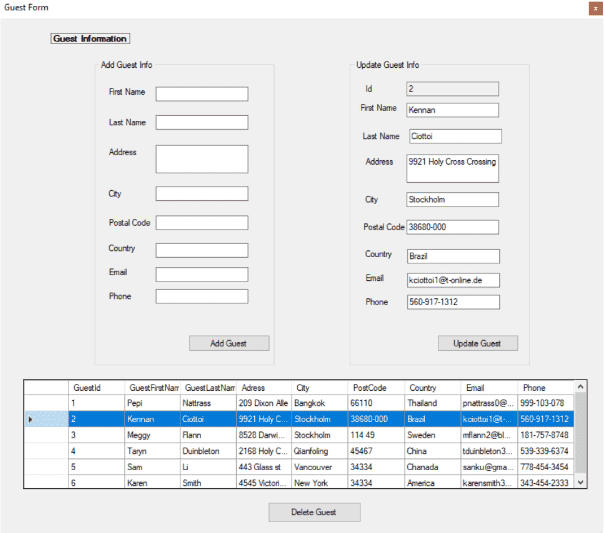 Guest Form
x
Guest Information
Add Guest Info
First Name
Last Name
Address
City
Postal Code
Country
Email
Phone
Add Guest
Update Guest Info
Id 2
First Name Kennan
Last Name Ciottoi
Address 9921 Holy Cross Crossing
City Stockholm
Postal Code 38680-000
Country Brazil
Email kciottoi1@t-online.de
Phone 560-917-1312
Update Guest
GuestId GuestFirstNam GuestLastNam Adress City PostCode Country Email Phone
1 Pepi Nattrass 209 Dixon Alle Bangkok 66110 Thailand pnattrass0@... 999-103-078
2 Kennan Ciottoi 9921 Holy C... Stockholm 38680-000 Brazil kciottoi1@t-... 560-917-1312
3 Meggy Flann 8528 Darwi... Stockholm 114 49 Sweden mflann2@bl... 181-757-8748
4 Taryn Duinbleton 2168 Holy C... Qianfoling 45467 China tduinbleton3... 539-339-6374
5 Sam Li 443 Glass st Vancouver 34334 Chanada sanku@gma... 778-454-3454
6 Karen Smith 4545 Victori... New York 34334 America karensmith3... 343-454-2333
Delete Guest